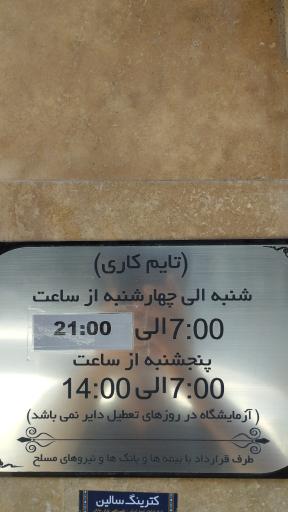 (تایم کاری)
شنبه الی چهارشنبه از ساعت
7:00 الی 21:00
پنجشنبه از ساعت
7:00 الی 14:00
(آزمایشگاه در روزهای تعطیل دایر نمی باشد)
طرف قرارداد با بیمه ها و بانک ها و نیروهای مسلح
کترینگ سالین